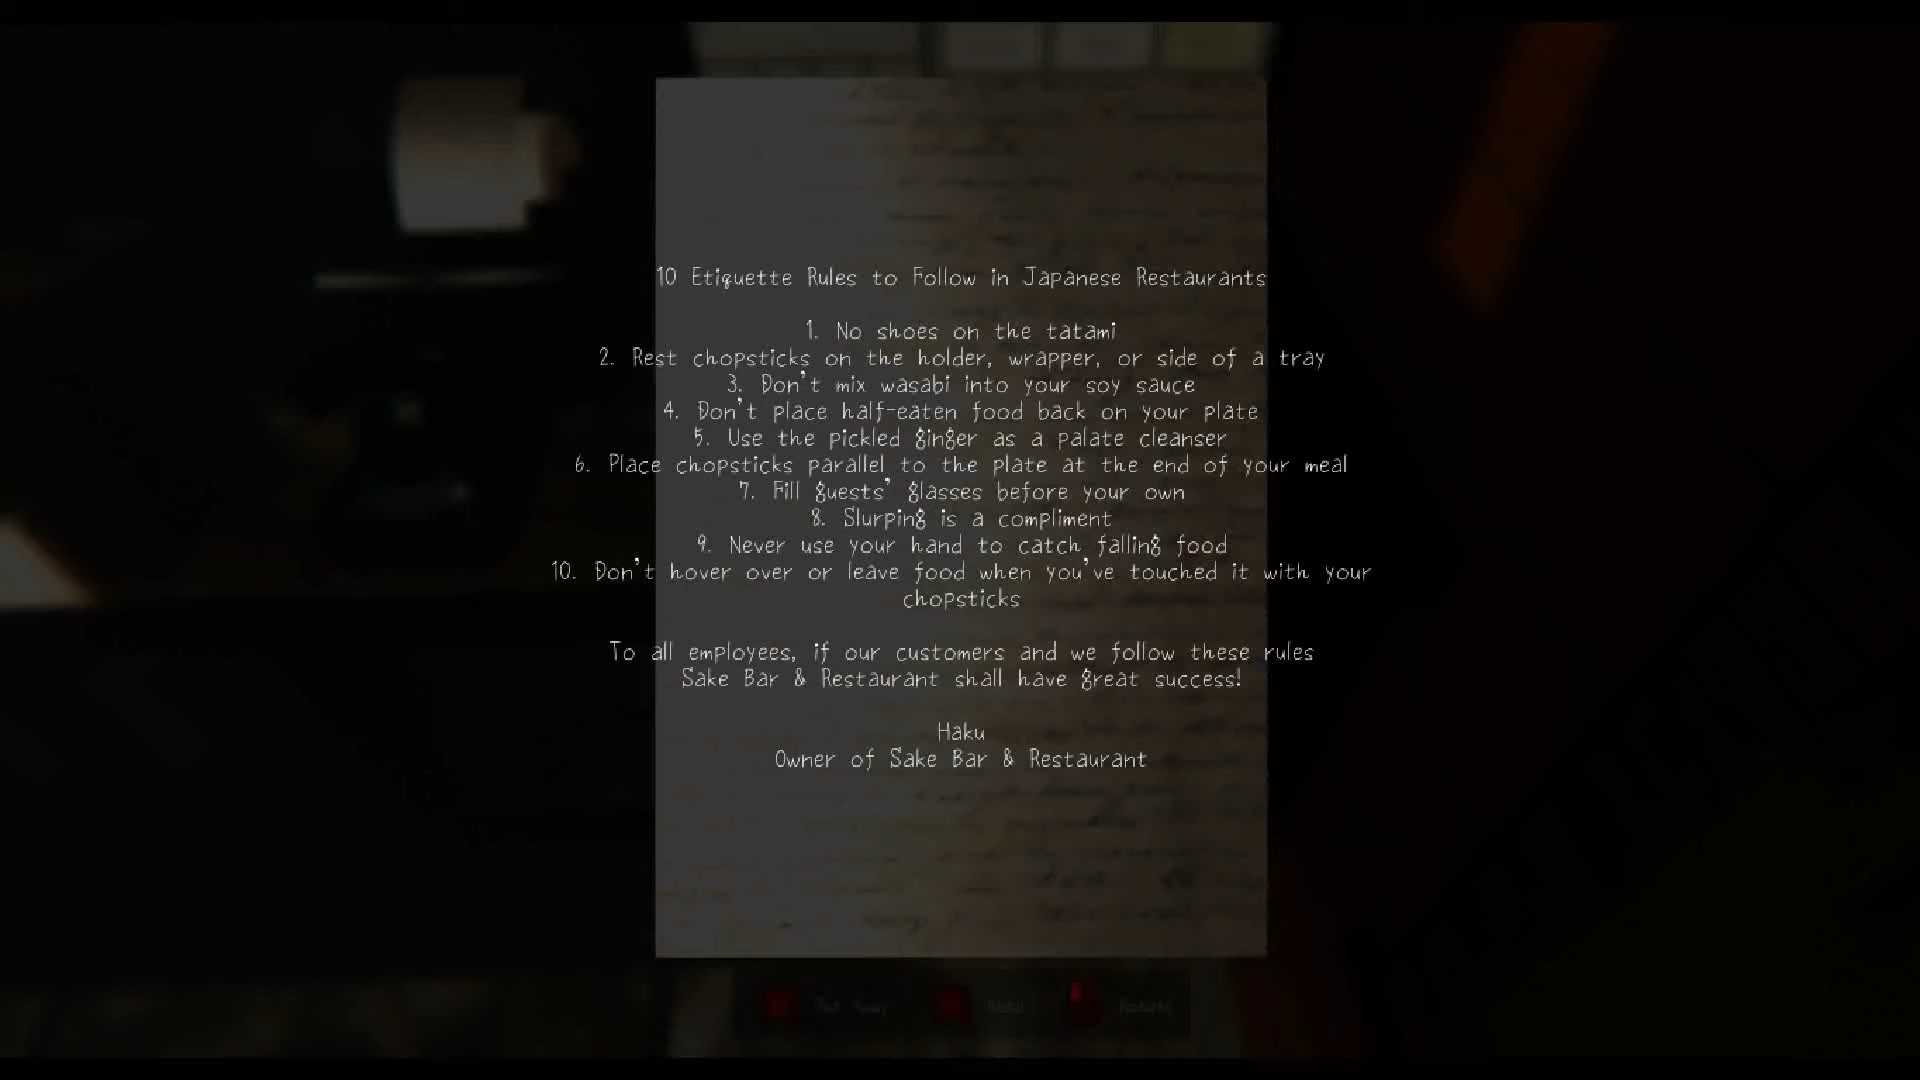 10 Etiquette Rules to Follow in Japanese Restaurants
1. No shoes on the tatami
2. Rest chopsticks on the holder, wrapper, or side of a tray
3. Don't mix wasabi into your soy sauce
4. Don't place half-eaten food back on your plate
5. Use the pickled ginger as a palate cleanser
6. Place chopsticks parallel to the plate at the end of your meal
7. Fill guests' glasses before your own
8. Slurping is a compliment
9. Never use your hand to catch falling food
10. Don't hover over or leave food when you've touched it with your
chopsticks
To all employees, if our customers and we follow these rules
Sake Bar & Restaurant shall have great success!
Haku
Owner of Sake Bar & Restaurant